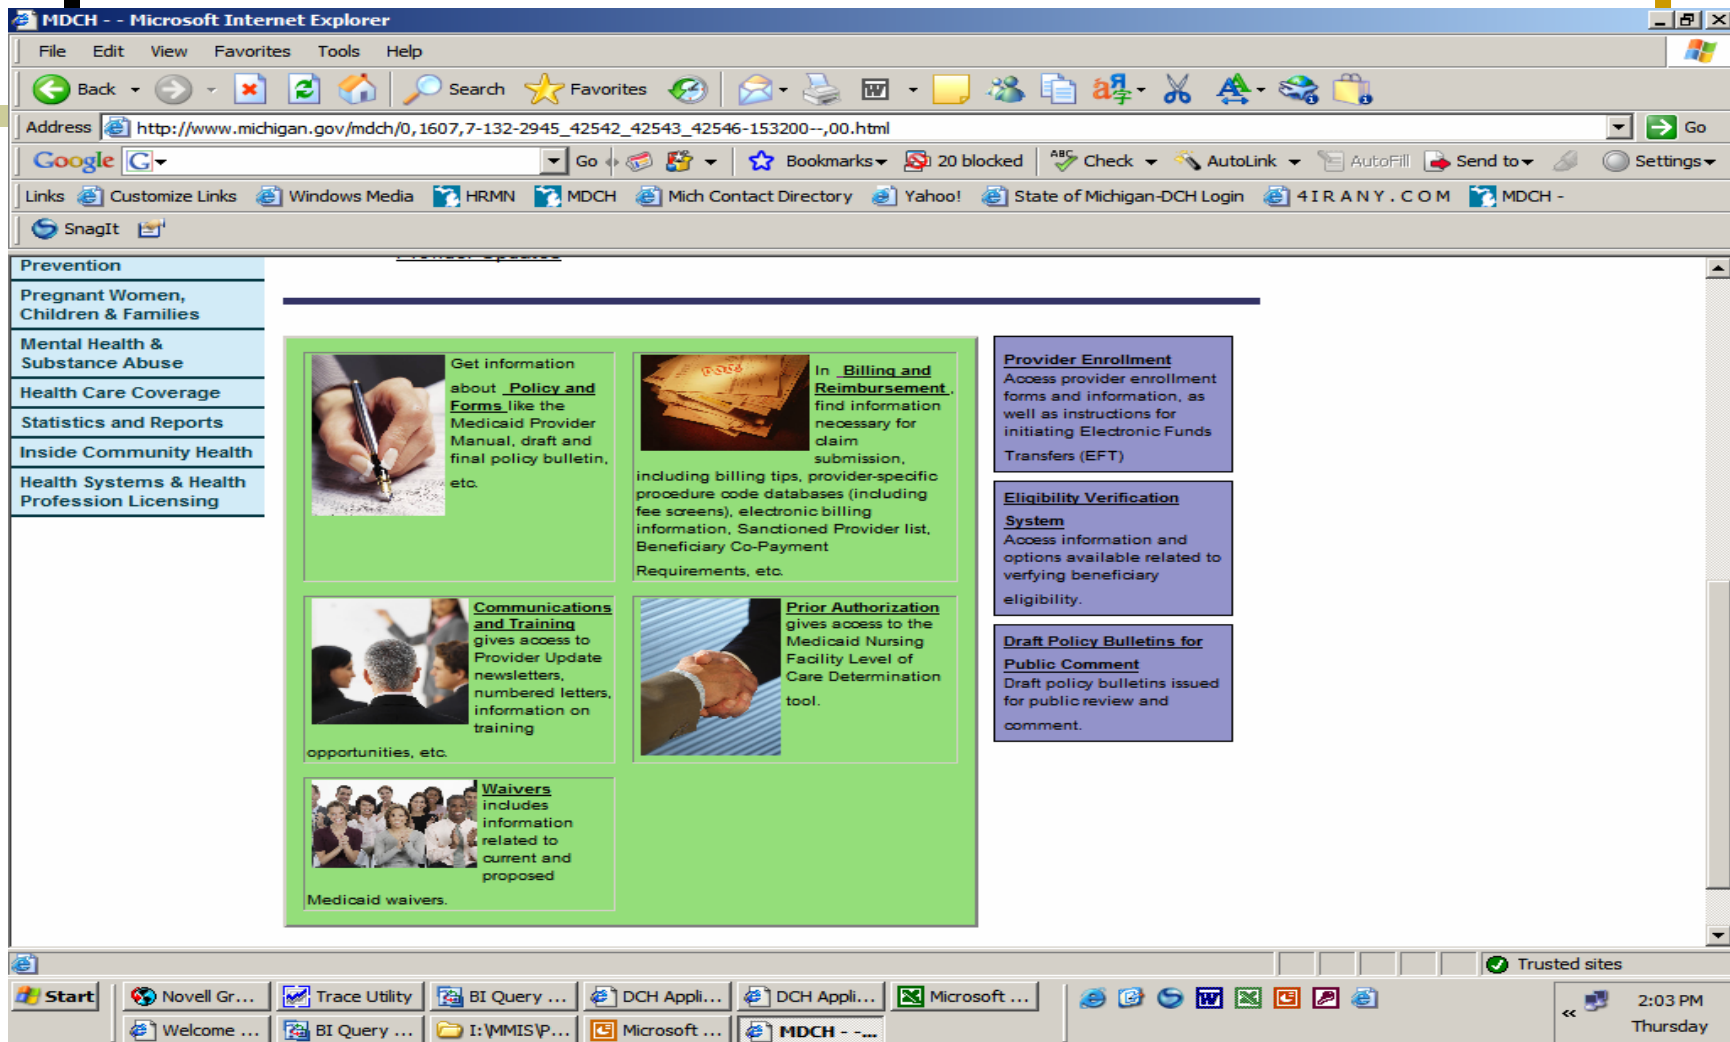 MDCH - - Microsoft Internet Explorer
File Edit View Favorites Tools Help
Back Search Favorites
Address http://www.michigan.gov/mdch/0,1607,7-132-2945_42542_42543_42546-153200--,00.html Go
Google G Go Bookmarks 20 blocked ABC Check AutoLink AutoFill Send to Settings
Links Customize Links Windows Media HRMN MDCH Mich Contact Directory Yahoo! State of Michigan-DCH Login 4 I R A N Y . C O M MDCH -
SnagIt
Provider Updates
Prevention
Pregnant Women,
Children & Families
Mental Health &
Substance Abuse
Health Care Coverage
Statistics and Reports
Inside Community Health
Health Systems & Health
Profession Licensing
Get information
about Policy and
Forms like the
Medicaid Provider
Manual, draft and
final policy bulletin,
etc.
In Billing and
Reimbursement ,
find information
necessary for
claim
submission,
including billing tips, provider-specific
procedure code databases (including
fee screens), electronic billing
information, Sanctioned Provider list,
Beneficiary Co-Payment
Requirements, etc.
Communications
and Training
gives access to
Provider Update
newsletters,
numbered letters,
information on
training
opportunities, etc.
Prior Authorization
gives access to the
Medicaid Nursing
Facility Level of
Care Determination
tool.
Waivers
includes
information
related to
current and
proposed
Medicaid waivers.
Provider Enrollment
Access provider enrollment
forms and information, as
well as instructions for
initiating Electronic Funds
Transfers (EFT)
Eligibility Verification
System
Access information and
options available related to
verfying beneficiary
eligibility.
Draft Policy Bulletins for
Public Comment
Draft policy bulletins issued
for public review and
comment.
Trusted sites
Start Novell Gr... Trace Utility BI Query ... DCH Appli... DCH Appli... Microsoft ... 2:03 PM
Welcome ... BI Query ... I:\MMIS\P... Microsoft ... MDCH - -... Thursday